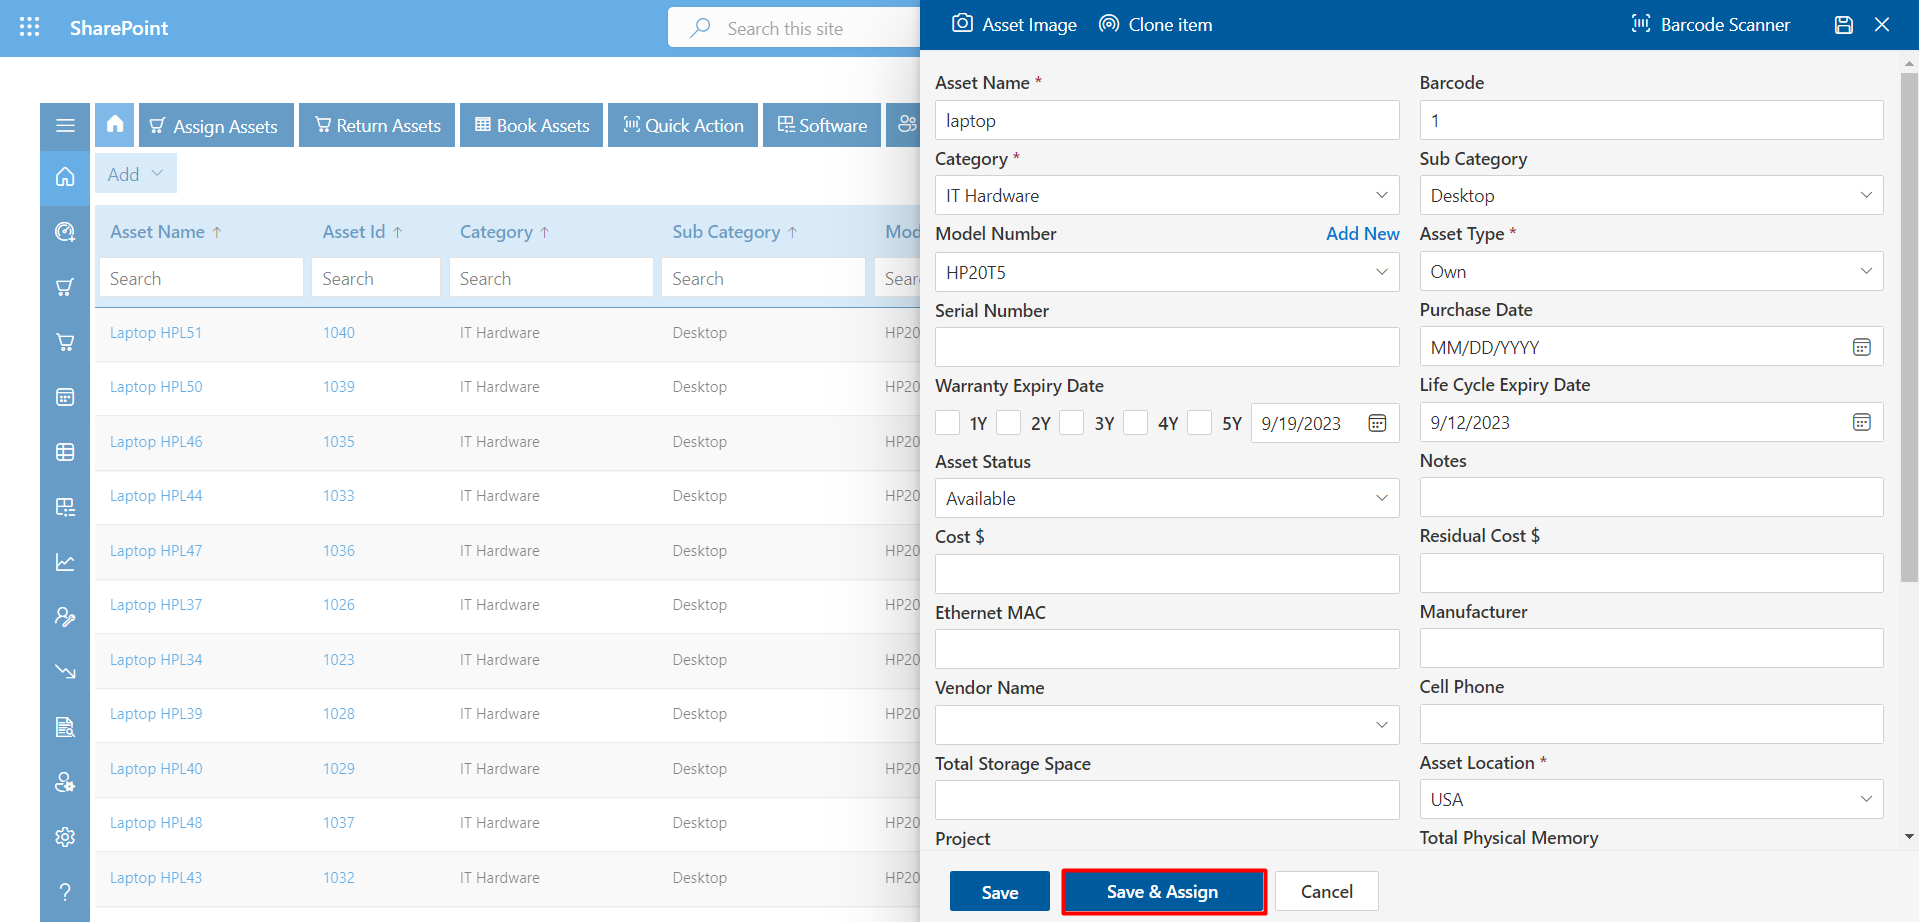 SharePoint
Search this site
Assign Assets
Return Assets
Book Assets
Quick Action
Software
Add
Asset Name ↑ Asset Id ↑ Category ↑ Sub Category ↑
Search Search Search Search
Laptop HPL51 1040 IT Hardware Desktop HP20
Laptop HPL50 1039 IT Hardware Desktop HP20
Laptop HPL46 1035 IT Hardware Desktop HP20
Laptop HPL44 1033 IT Hardware Desktop HP20
Laptop HPL47 1036 IT Hardware Desktop HP20
Laptop HPL37 1026 IT Hardware Desktop HP20
Laptop HPL34 1023 IT Hardware Desktop HP20
Laptop HPL39 1028 IT Hardware Desktop HP20
Laptop HPL40 1029 IT Hardware Desktop HP20
Laptop HPL48 1037 IT Hardware Desktop HP20
Laptop HPL43 1032 IT Hardware Desktop HP20
Asset Image Clone item Barcode Scanner
Asset Name *
laptop
Barcode
1
Category *
IT Hardware
Sub Category
Desktop
Model Number Add New
HP20T5
Asset Type *
Own
Serial Number
Purchase Date
MM/DD/YYYY
Warranty Expiry Date
1Y 2Y 3Y 4Y 5Y 9/19/2023
Life Cycle Expiry Date
9/12/2023
Asset Status
Available
Notes
Cost $
Residual Cost $
Ethernet MAC
Manufacturer
Vendor Name
Cell Phone
Total Storage Space
Asset Location *
USA
Project
Total Physical Memory
Save Save & Assign Cancel